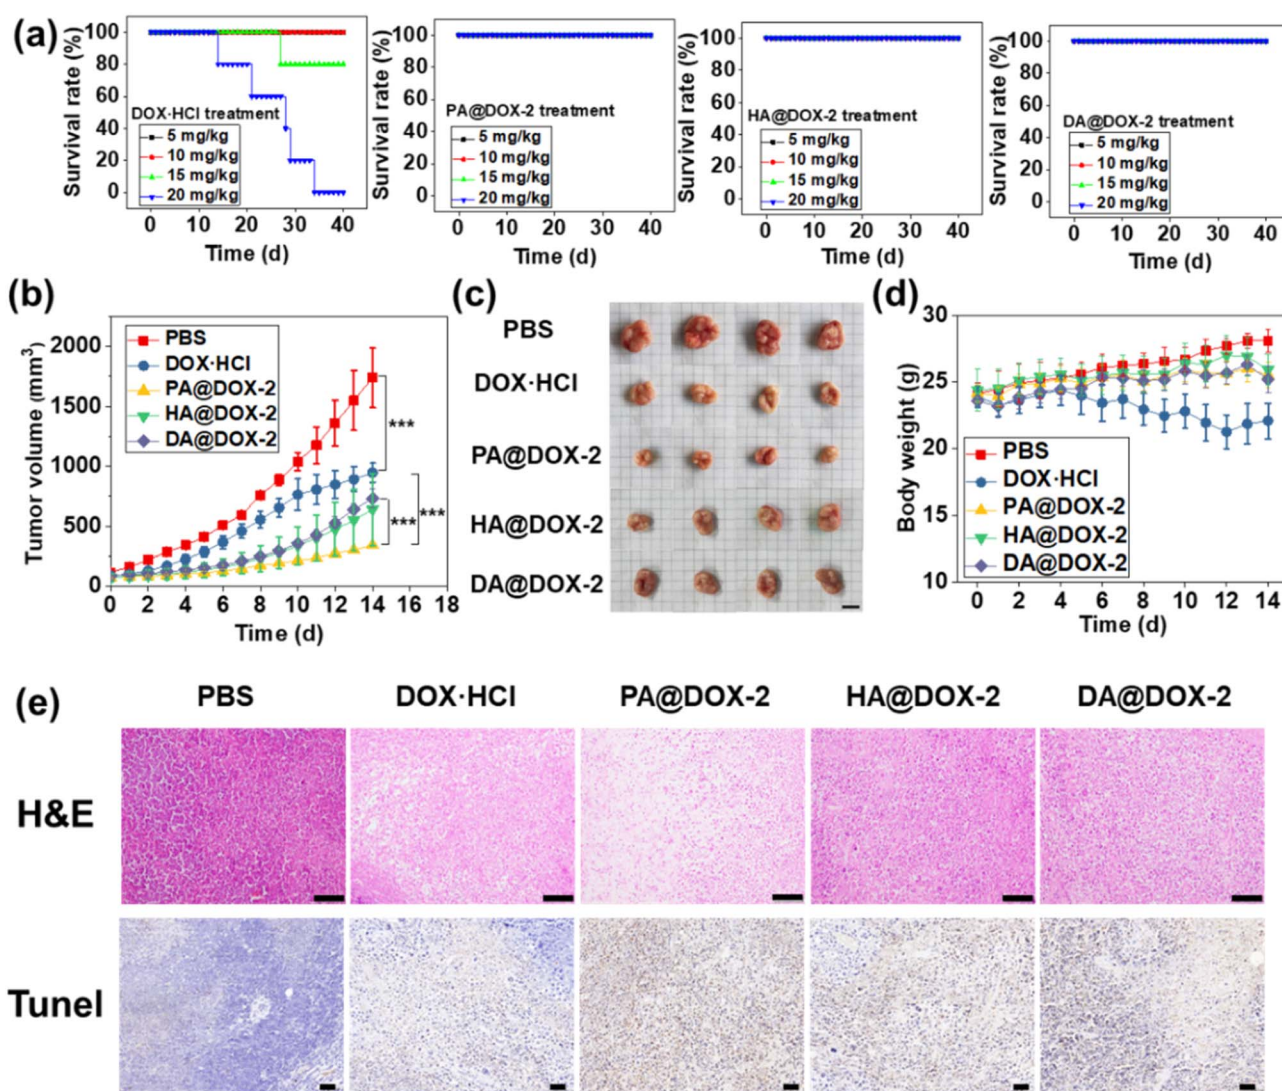 (a)
Survival rate (%)
100
80
60
40
20
0
DOX·HCl treatment
5 mg/kg
10 mg/kg
15 mg/kg
20 mg/kg
0 10 20 30 40
Time (d)
Survival rate (%)
100
80
60
40
20
0
PA@DOX-2 treatment
5 mg/kg
10 mg/kg
15 mg/kg
20 mg/kg
0 10 20 30 40
Time (d)
Survival rate (%)
100
80
60
40
20
0
HA@DOX-2 treatment
5 mg/kg
10 mg/kg
15 mg/kg
20 mg/kg
0 10 20 30 40
Time (d)
Survival rate (%)
100
80
60
40
20
0
DA@DOX-2 treatment
5 mg/kg
10 mg/kg
15 mg/kg
20 mg/kg
0 10 20 30 40
Time (d)
(b)
Tumor volume (mm³)
2000
1500
1000
500
0
PBS
DOX·HCl
PA@DOX-2
HA@DOX-2
DA@DOX-2
***
***
***
0 2 4 6 8 10 12 14 16 18
Time (d)
(c)
PBS
DOX·HCl
PA@DOX-2
HA@DOX-2
DA@DOX-2
(d)
Body weight (g)
30
25
20
15
10
PBS
DOX·HCl
PA@DOX-2
HA@DOX-2
DA@DOX-2
0 2 4 6 8 10 12 14
Time (d)
(e)
PBS DOX·HCl PA@DOX-2 HA@DOX-2 DA@DOX-2
H&E
Tunel